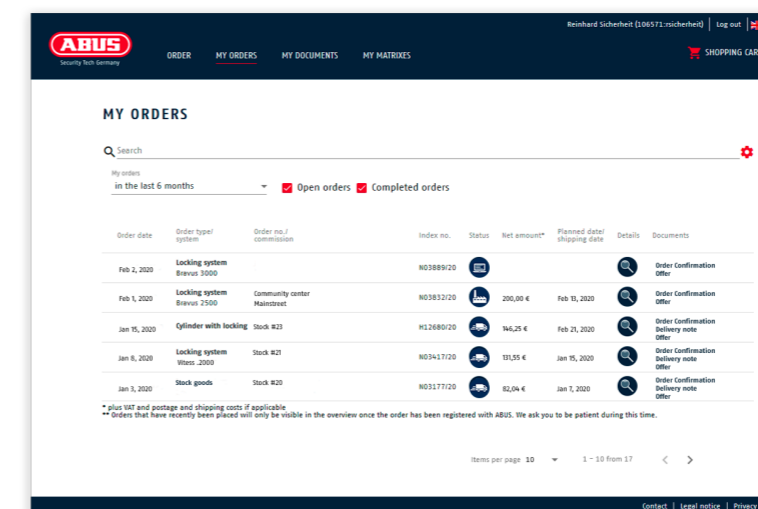 Reinhard Sicherheit (106571:rsicherheit) | Log out
ABUS
Security Tech Germany
ORDER MY ORDERS MY DOCUMENTS MY MATRIXES
SHOPPING CAR
MY ORDERS
Search
My orders
in the last 6 months
Open orders Completed orders
Order date Order type/ system Order no./ commission Index no. Status Net amount* Planned date/ shipping date Details Documents
Feb 2, 2020 Locking system Bravus 3000 N03889/20 Order Confirmation Offer
Feb 1, 2020 Locking system Bravus 2500 Community center Mainstreet N03832/20 200,00 € Feb 13, 2020 Order Confirmation Offer
Jan 15, 2020 Cylinder with locking Stock #23 H12680/20 146,25 € Feb 21, 2020 Order Confirmation Delivery note Offer
Jan 8, 2020 Locking system Vitess .2000 Stock #21 N03417/20 131,55 € Jan 15, 2020 Order Confirmation Delivery note Offer
Jan 3, 2020 Stock goods Stock #20 N03177/20 82,04 € Jan 7, 2020 Order Confirmation Delivery note Offer
* plus VAT and postage and shipping costs if applicable
** Orders that have recently been placed will only be visible in the overview once the order has been registered with ABUS. We ask you to be patient during this time.
Items per page 10 1 - 10 from 17
Contact | Legal notice | Privacy